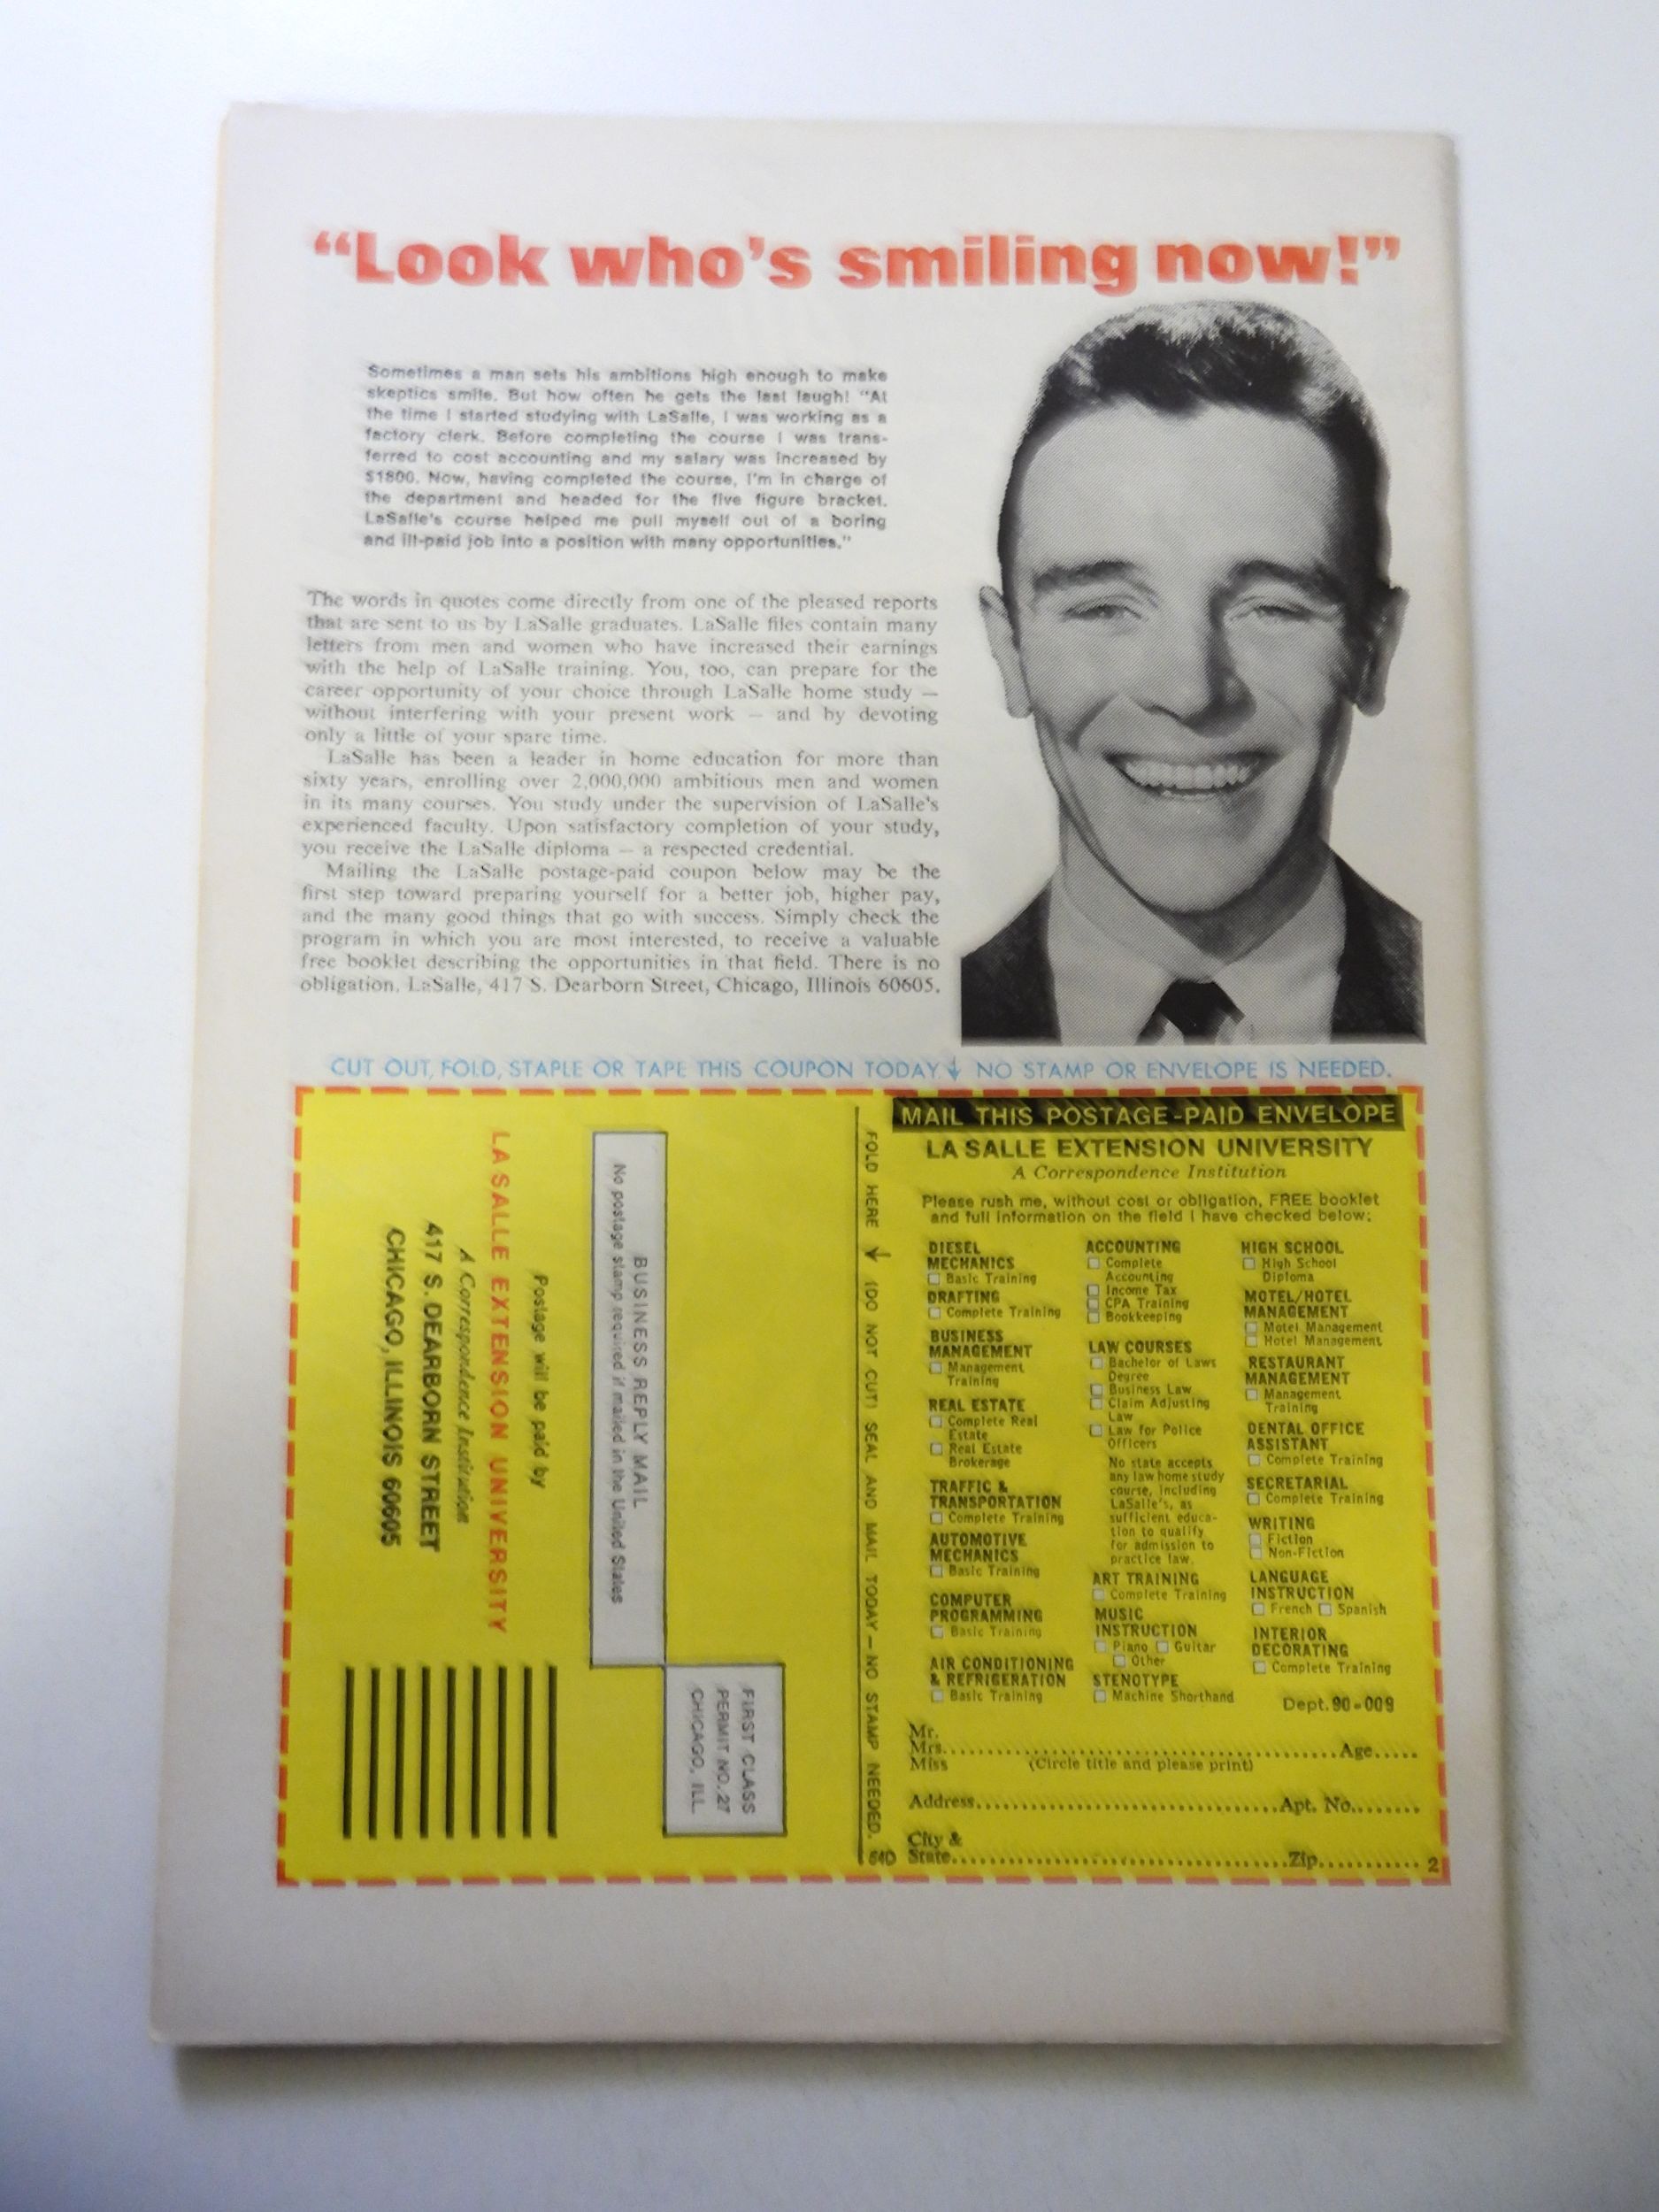 “Look who’s smiling now!”
Sometimes a man sets his ambitions high enough to make
skeptics smile. But how often he gets the last laugh! “At
the time I started studying with LaSalle, I was working as a
factory clerk. Before completing the course I was trans-
ferred to cost accounting and my salary was increased by
$1800. Now, having completed the course, I’m in charge of
the department and headed for the five figure bracket.
LaSalle’s course helped me pull myself out of a boring
and ill-paid job into a position with many opportunities.”
The words in quotes come directly from one of the pleased reports
that are sent to us by LaSalle graduates. LaSalle files contain many
letters from men and women who have increased their earnings
with the help of LaSalle training. You, too, can prepare for the
career opportunity of your choice through LaSalle home study —
without interfering with your present work — and by devoting
only a little of your spare time.
LaSalle has been a leader in home education for more than
sixty years, enrolling over 2,000,000 ambitious men and women
in its many courses. You study under the supervision of LaSalle’s
experienced faculty. Upon satisfactory completion of your study,
you receive the LaSalle diploma — a respected credential.
Mailing the LaSalle postage-paid coupon below may be the
first step toward preparing yourself for a better job, higher pay,
and the many good things that go with success. Simply check the
program in which you are most interested, to receive a valuable
free booklet describing the opportunities in that field. There is no
obligation. LaSalle, 417 S. Dearborn Street, Chicago, Illinois 60605.
CUT OUT, FOLD, STAPLE OR TAPE THIS COUPON TODAY↓ NO STAMP OR ENVELOPE IS NEEDED.
FIRST CLASS
PERMIT NO. 27
CHICAGO, ILL.
BUSINESS REPLY MAIL
No postage stamp required if mailed in the United States
Postage will be paid by
LA SALLE EXTENSION UNIVERSITY
A Correspondence Institution
417 S. DEARBORN STREET
CHICAGO, ILLINOIS 60605
FOLD HERE → (DO NOT CUT) SEAL AND MAIL TODAY — NO STAMP NEEDED.
64D
MAIL THIS POSTAGE-PAID ENVELOPE
LA SALLE EXTENSION UNIVERSITY
A Correspondence Institution
Please rush me, without cost or obligation, FREE booklet
and full information on the field I have checked below:
DIESEL
MECHANICS
☐ Basic Training
DRAFTING
☐ Complete Training
BUSINESS
MANAGEMENT
☐ Management
Training
REAL ESTATE
☐ Complete Real
Estate
☐ Real Estate
Brokerage
TRAFFIC &
TRANSPORTATION
☐ Complete Training
AUTOMOTIVE
MECHANICS
☐ Basic Training
COMPUTER
PROGRAMMING
☐ Basic Training
AIR CONDITIONING
& REFRIGERATION
☐ Basic Training
ACCOUNTING
☐ Complete
Accounting
☐ Income Tax
☐ CPA Training
☐ Bookkeeping
LAW COURSES
☐ Bachelor of Laws
Degree
☐ Business Law
☐ Claim Adjusting
Law
☐ Law for Police
Officers
No state accepts
any law home study
course, including
LaSalle’s, as
sufficient educa-
tion to qualify
for admission to
practice law.
ART TRAINING
☐ Complete Training
MUSIC
INSTRUCTION
☐ Piano ☐ Guitar
☐ Other
STENOTYPE
☐ Machine Shorthand
HIGH SCHOOL
☐ High School
Diploma
MOTEL/HOTEL
MANAGEMENT
☐ Motel Management
☐ Hotel Management
RESTAURANT
MANAGEMENT
☐ Management
Training
DENTAL OFFICE
ASSISTANT
☐ Complete Training
SECRETARIAL
☐ Complete Training
WRITING
☐ Fiction
☐ Non-Fiction
LANGUAGE
INSTRUCTION
☐ French ☐ Spanish
INTERIOR
DECORATING
☐ Complete Training
Dept. 90-009
Mr.
Mrs. Age
Miss (Circle title and please print)
Address Apt. No.
City &
State Zip 2